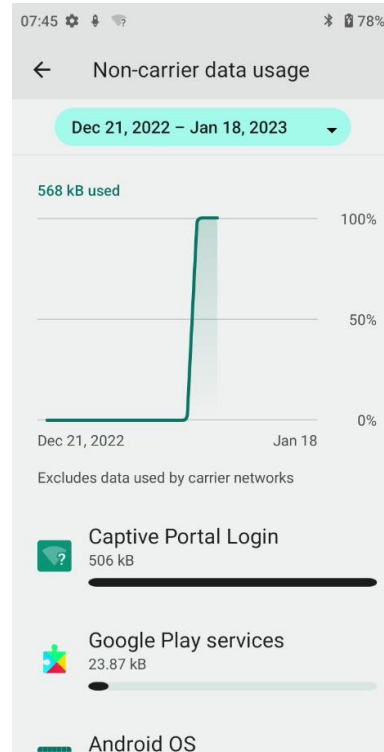 07:45 78%
Non-carrier data usage
Dec 21, 2022 – Jan 18, 2023
568 kB used
100%
50%
0%
Dec 21, 2022 Jan 18
Excludes data used by carrier networks
Captive Portal Login
506 kB
Google Play services
23.87 kB
Android OS